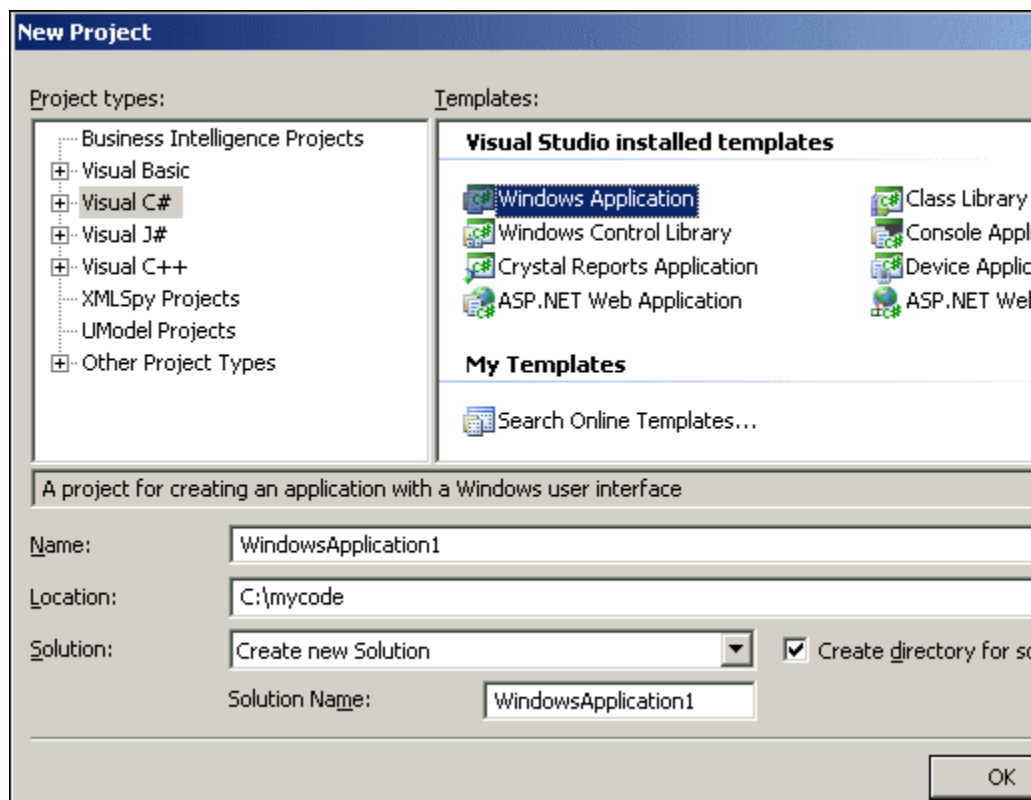 New Project
Project types:
Templates:
Business Intelligence Projects
Visual Basic
Visual C#
Visual J#
Visual C++
XMLSpy Projects
UModel Projects
Other Project Types
Visual Studio installed templates
Windows Application
Class Library
Windows Control Library
Console Appli
Crystal Reports Application
Device Applic
ASP.NET Web Application
ASP.NET Web
My Templates
Search Online Templates...
A project for creating an application with a Windows user interface
Name: WindowsApplication1
Location: C:\mycode
Solution: Create new Solution Create directory for so
Solution Name: WindowsApplication1
OK